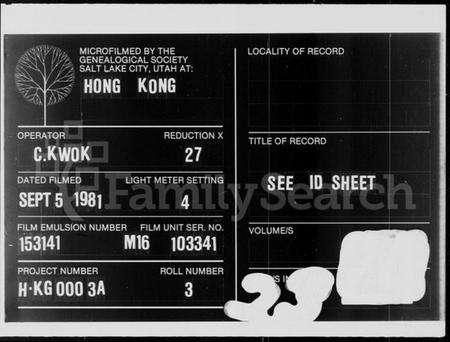 MICROFILMED BY THE
GENEALOGICAL SOCIETY
SALT LAKE CITY, UTAH AT:
HONG KONG
OPERATOR REDUCTION X
C.KWOK 27
DATED FILMED LIGHT METER SETTING
SEPT 5 1981 4
FILM EMULSION NUMBER FILM UNIT SER. NO.
153141 M16 103341
PROJECT NUMBER ROLL NUMBER
H·KG 000 3A 3
LOCALITY OF RECORD
TITLE OF RECORD
SEE ID SHEET
VOLUME/S
23
FamilySearch